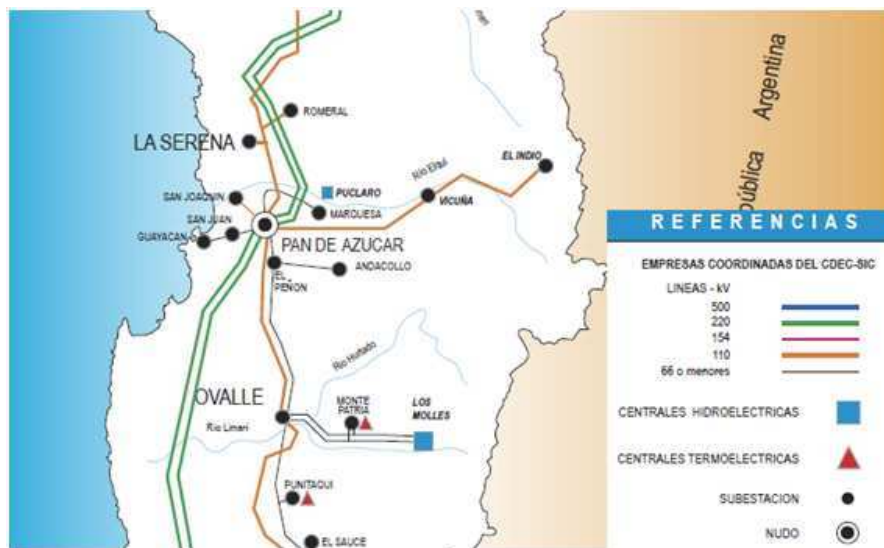 ROMERAL
LA SERENA
EL INDIO
Río Elqui
SAN JOAQUIN
PUCLARO
VICUÑA
SAN JUAN
MARQUESA
GUAYACAN
PAN DE AZUCAR
ANDACOLLO
EL
PEÑON
Río Hurtado
OVALLE
MONTE
PATRIA
LOS
MOLLES
Río Limarí
PUNITAQUI
EL SAUCE
Argentina
pública
REFERENCIAS
EMPRESAS COORDINADAS DEL CDEC-SIC
LINEAS - kV
500
220
154
110
66 o menores
CENTRALES HIDROELECTRICAS
CENTRALES TERMOELECTRICAS
SUBESTACION
NUDO